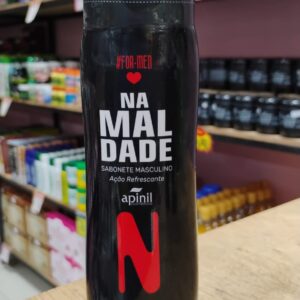 #FOR-MEN
NA
MAL
DADE
SABONETE MASCULINO
Ação Refrescante
apinil
N